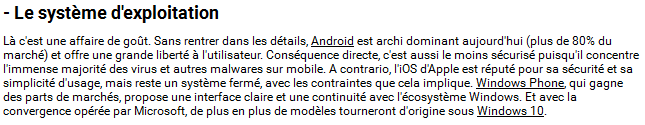 - Le système d'exploitation
Là c'est une affaire de goût. Sans rentrer dans les détails, Android est archi dominant aujourd'hui (plus de 80% du
marché) et offre une grande liberté à l'utilisateur. Conséquence directe, c'est aussi le moins sécurisé puisqu'il concentre
l'immense majorité des virus et autres malwares sur mobile. A contrario, l'iOS d'Apple est réputé pour sa sécurité et sa
simplicité d'usage, mais reste un système fermé, avec les contraintes que cela implique. Windows Phone, qui gagne
des parts de marchés, propose une interface claire et une continuité avec l'écosystème Windows. Et avec la
convergence opérée par Microsoft, de plus en plus de modèles tourneront d'origine sous Windows 10.